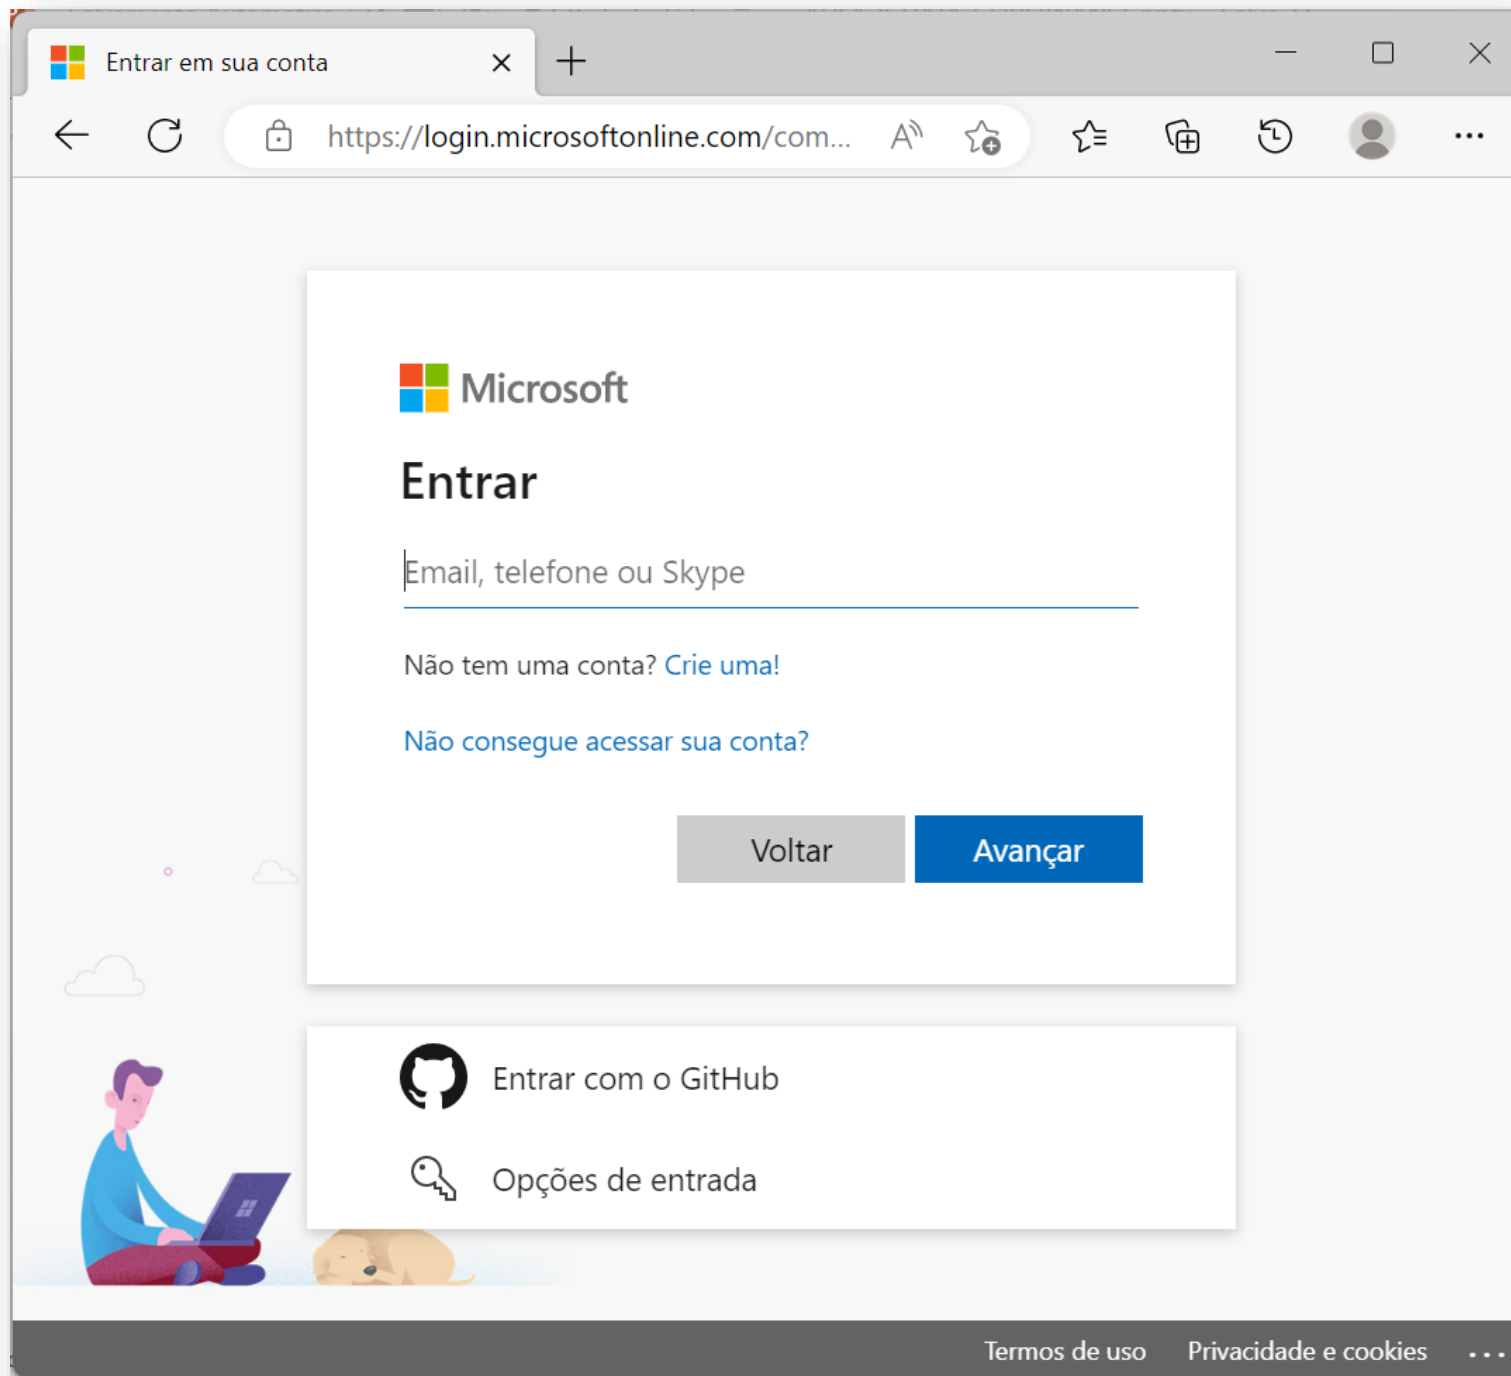 Entrar em sua conta
https://login.microsoftonline.com/com...
Microsoft
Entrar
Email, telefone ou Skype
Não tem uma conta? Crie uma!
Não consegue acessar sua conta?
Voltar
Avançar
Entrar com o GitHub
Opções de entrada
Termos de uso
Privacidade e cookies